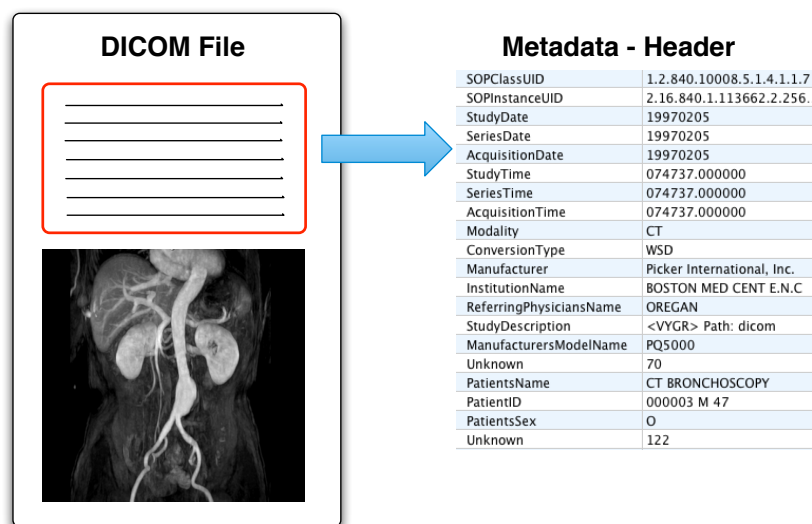 DICOM File
Metadata - Header
SOPClassUID 1.2.840.10008.5.1.4.1.1.7
SOPInstanceUID 2.16.840.1.113662.2.256.
StudyDate 19970205
SeriesDate 19970205
AcquisitionDate 19970205
StudyTime 074737.000000
SeriesTime 074737.000000
AcquisitionTime 074737.000000
Modality CT
ConversionType WSD
Manufacturer Picker International, Inc.
InstitutionName BOSTON MED CENT E.N.C
ReferringPhysiciansName OREGAN
StudyDescription <VYGR> Path: dicom
ManufacturersModelName PQ5000
Unknown 70
PatientsName CT BRONCHOSCOPY
PatientID 000003 M 47
PatientsSex O
Unknown 122